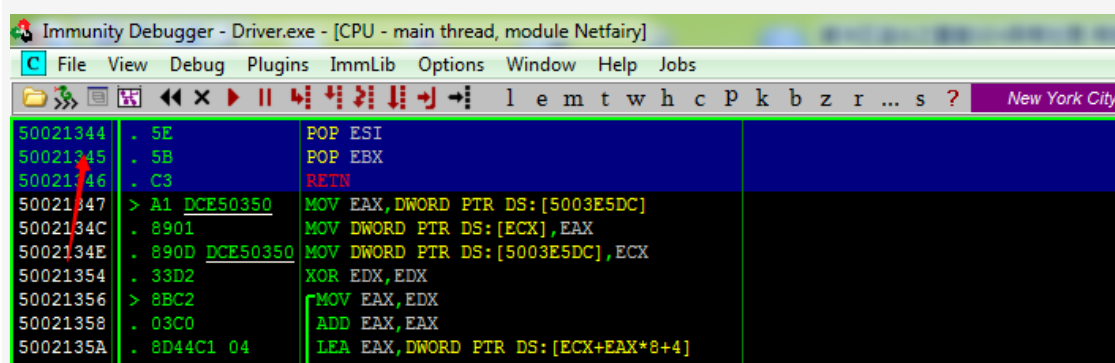 Immunity Debugger - Driver.exe - [CPU - main thread, module Netfairy]
C File View Debug Plugins ImmLib Options Window Help Jobs
l e m t w h c P k b z r ... s ? New York City
50021344 . 5E POP ESI
50021345 . 5B POP EBX
50021346 . C3 RETN
50021347 > A1 DCE50350 MOV EAX,DWORD PTR DS:[5003E5DC]
5002134C . 8901 MOV DWORD PTR DS:[ECX],EAX
5002134E . 890D DCE50350 MOV DWORD PTR DS:[5003E5DC],ECX
50021354 . 33D2 XOR EDX,EDX
50021356 > 8BC2 MOV EAX,EDX
50021358 . 03C0 ADD EAX,EAX
5002135A . 8D44C1 04 LEA EAX,DWORD PTR DS:[ECX+EAX*8+4]